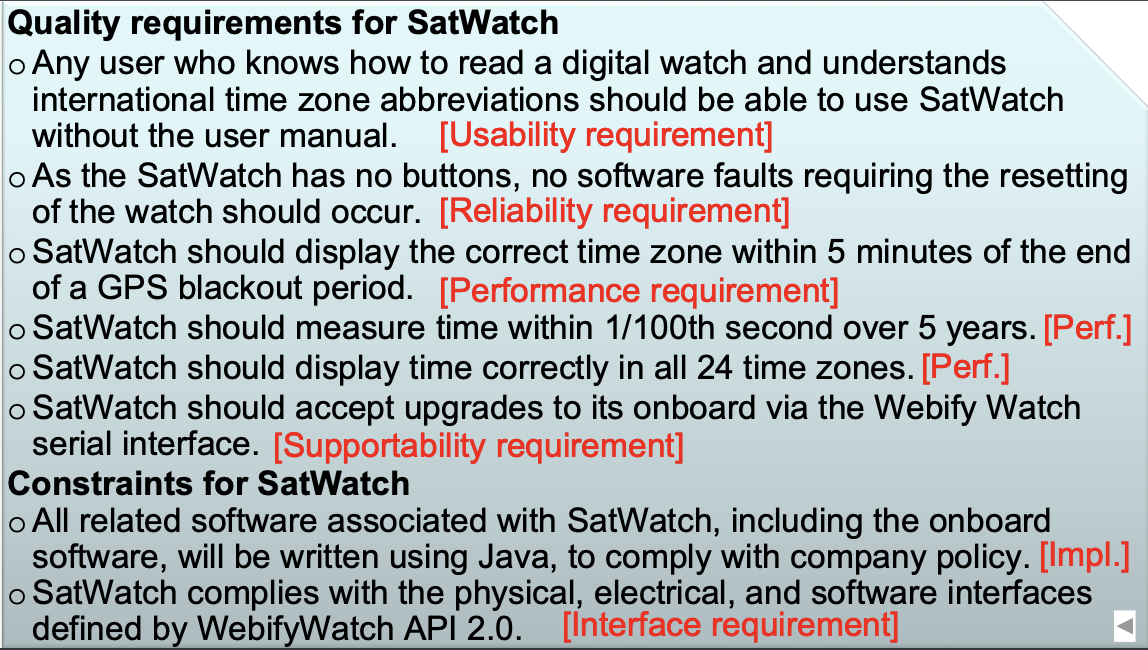 Quality requirements for SatWatch
○ Any user who knows how to read a digital watch and understands
international time zone abbreviations should be able to use SatWatch
without the user manual. [Usability requirement]
○ As the SatWatch has no buttons, no software faults requiring the resetting
of the watch should occur. [Reliability requirement]
○ SatWatch should display the correct time zone within 5 minutes of the end
of a GPS blackout period. [Performance requirement]
○ SatWatch should measure time within 1/100th second over 5 years. [Perf.]
○ SatWatch should display time correctly in all 24 time zones. [Perf.]
○ SatWatch should accept upgrades to its onboard via the Webify Watch
serial interface. [Supportability requirement]
Constraints for SatWatch
○ All related software associated with SatWatch, including the onboard
software, will be written using Java, to comply with company policy. [Impl.]
○ SatWatch complies with the physical, electrical, and software interfaces
defined by WebifyWatch API 2.0. [Interface requirement]